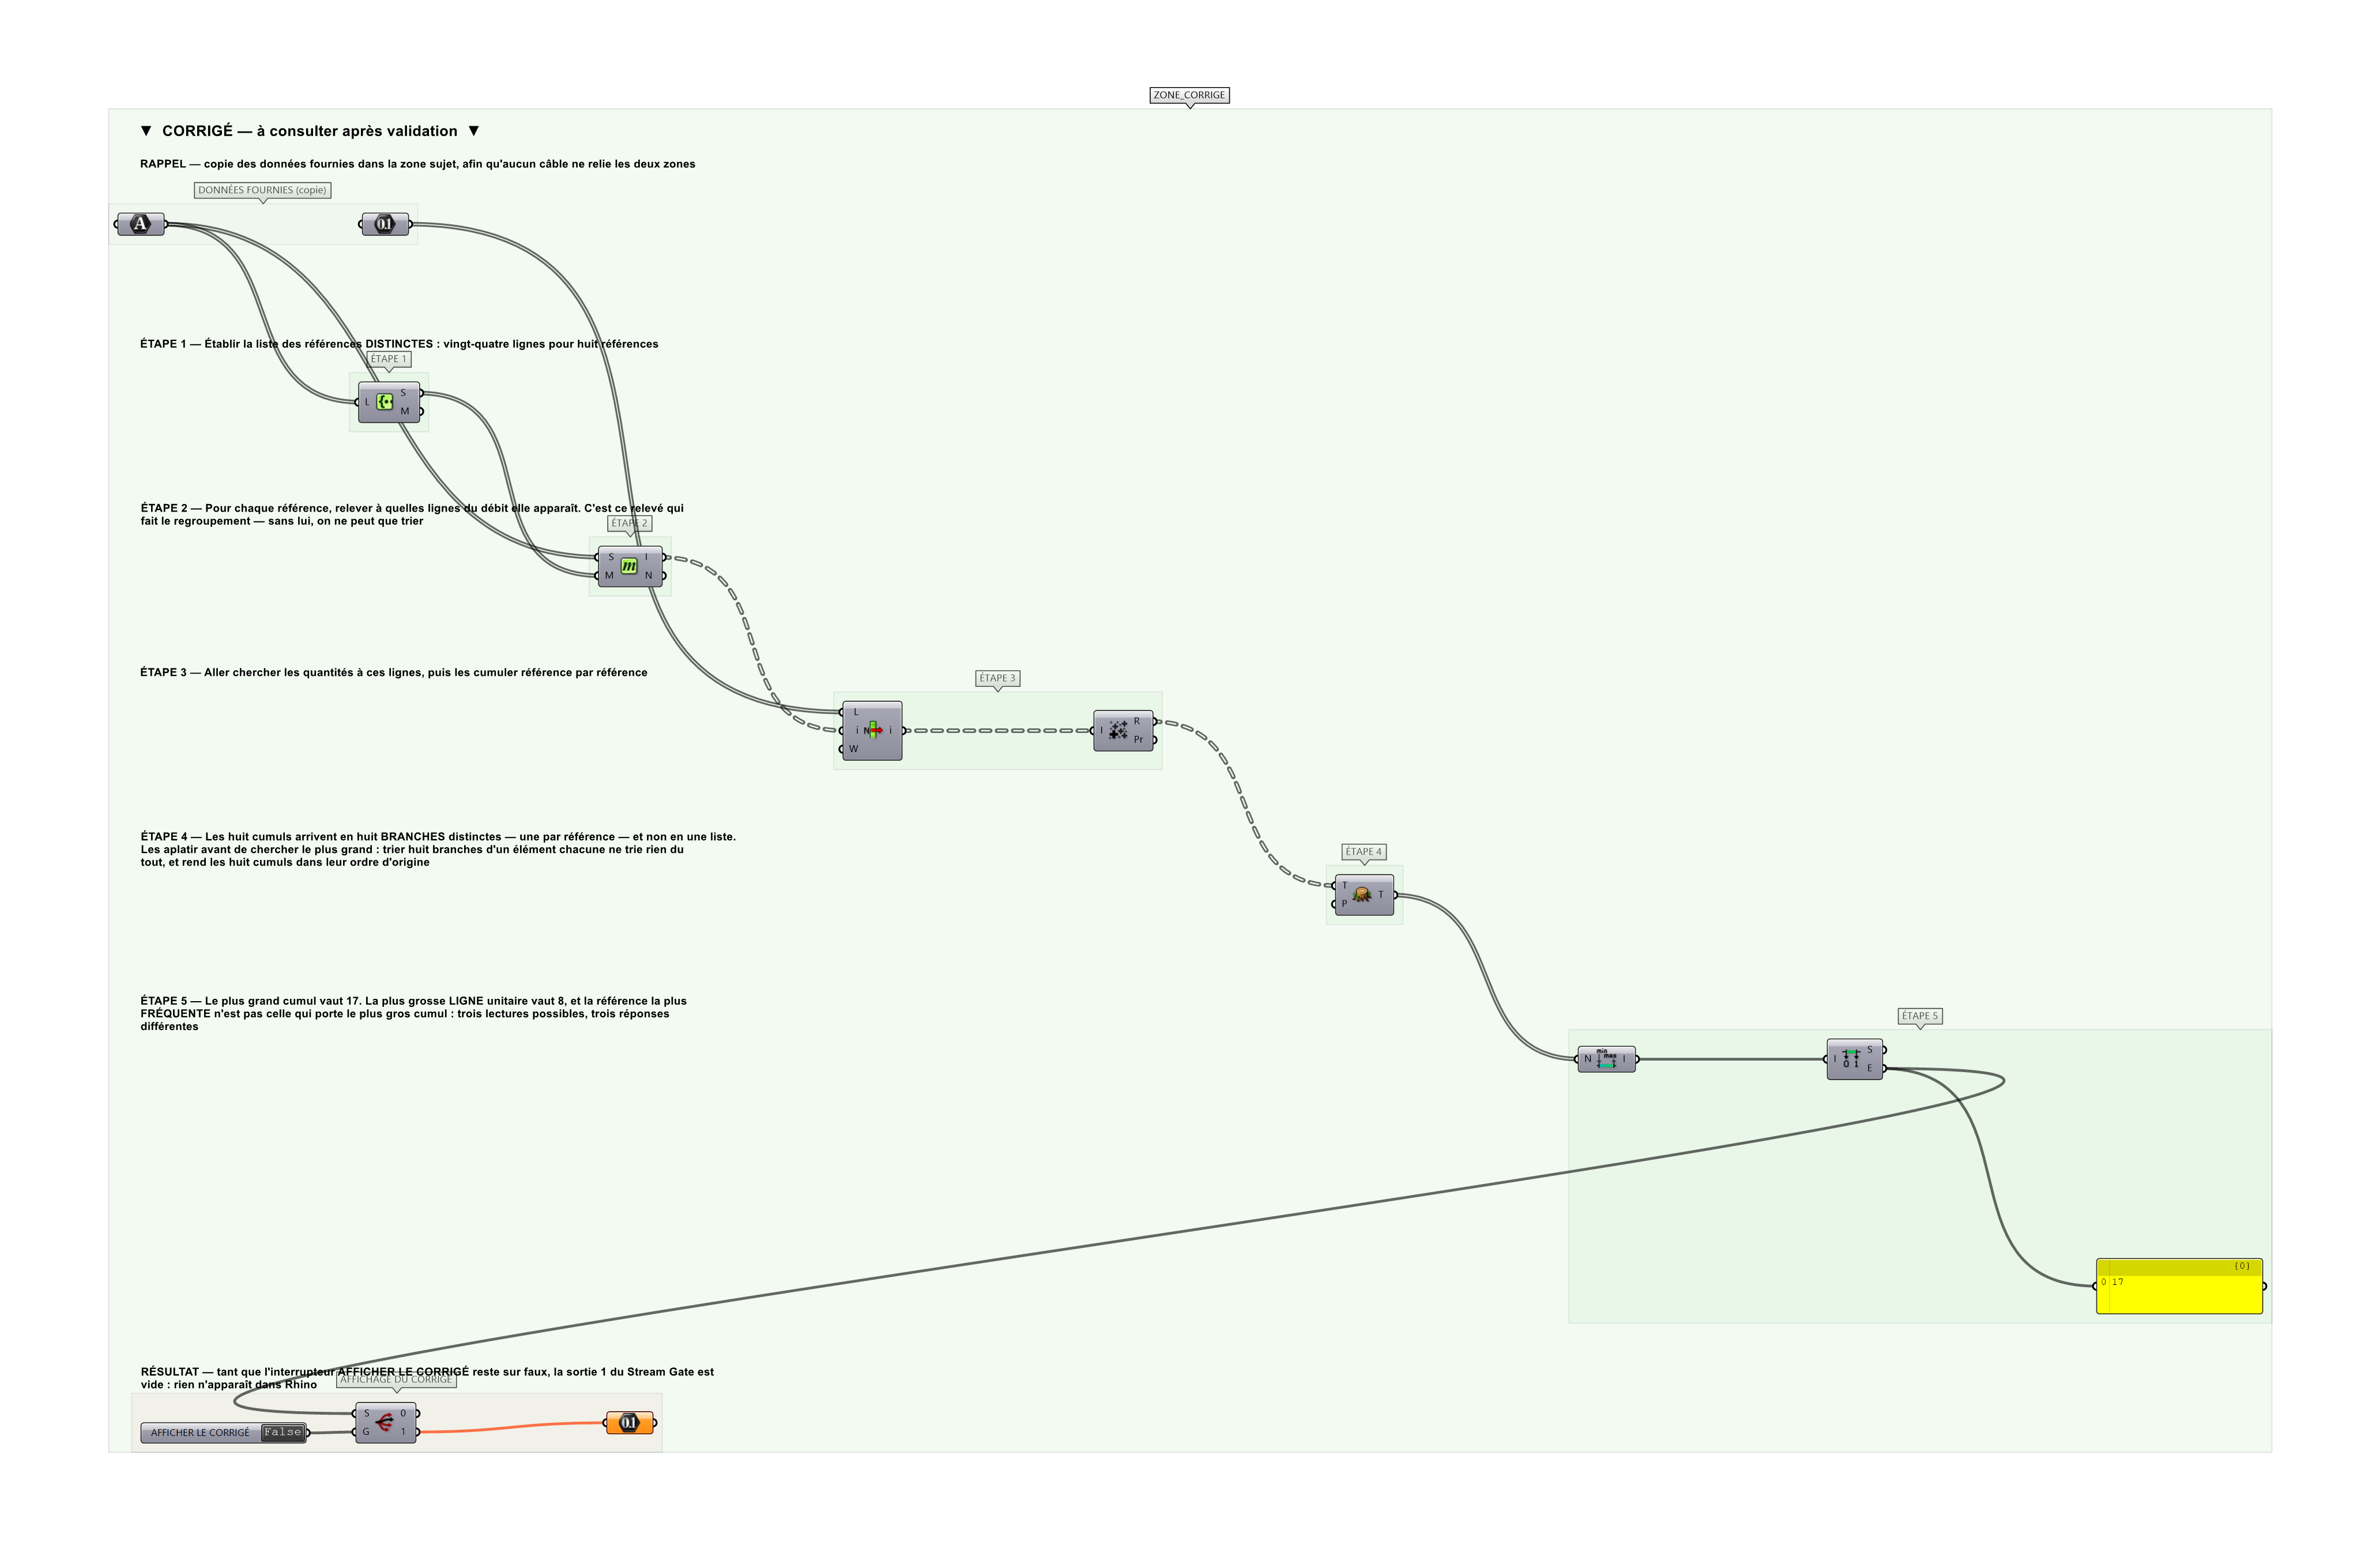 ZONE_CORRIGE
▼ CORRIGÉ — à consulter après validation ▼
RAPPEL — copie des données fournies dans la zone sujet, afin qu'aucun câble ne relie les deux zones
DONNÉES FOURNIES (copie)
A
0.1
ÉTAPE 1 — Établir la liste des références DISTINCTES : vingt-quatre lignes pour huit références
ÉTAPE 1
L
S
M
ÉTAPE 2 — Pour chaque référence, relever à quelles lignes du débit elle apparaît. C'est ce relevé qui
fait le regroupement — sans lui, on ne peut que trier
ÉTAPE 2
S
M
m
I
N
ÉTAPE 3 — Aller chercher les quantités à ces lignes, puis les cumuler référence par référence
ÉTAPE 3
L
i
W
N
i
I
R
Pr
ÉTAPE 4 — Les huit cumuls arrivent en huit BRANCHES distinctes — une par référence — et non en une liste.
Les aplatir avant de chercher le plus grand : trier huit branches d'un élément chacune ne trie rien du
tout, et rend les huit cumuls dans leur ordre d'origine
ÉTAPE 4
T
P
T
ÉTAPE 5 — Le plus grand cumul vaut 17. La plus grosse LIGNE unitaire vaut 8, et la référence la plus
FRÉQUENTE n'est pas celle qui porte le plus gros cumul : trois lectures possibles, trois réponses
différentes
ÉTAPE 5
N
min
max
I
I
0 1
S
E
{0}
0 17
RÉSULTAT — tant que l'interrupteur AFFICHER LE CORRIGÉ reste sur faux, la sortie 1 du Stream Gate est
vide : rien n'apparaît dans Rhino
AFFICHAGE DU CORRIGÉ
AFFICHER LE CORRIGÉ False
S
G
0
1
0.1